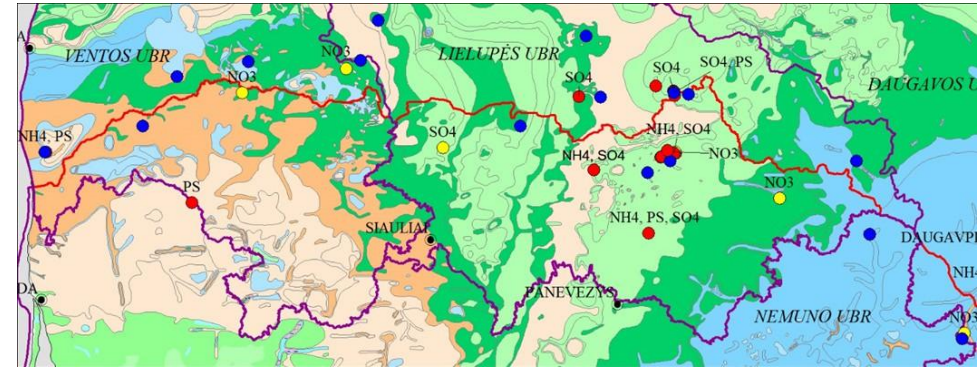 A
VENTOS UBR
NO3
LIELUPĖS UBR
NO3
SO4
SO4
SO4, PS
DAUGAVOS U
NH4, PS
SO4
NH4, SO4
NH4, SO4
NO3
PS
NO3
NH4, PS, SO4
SIAULIAI
DAUGAVPI
NH4
DA
PANEVEZYS
NEMUNO UBR
NO3